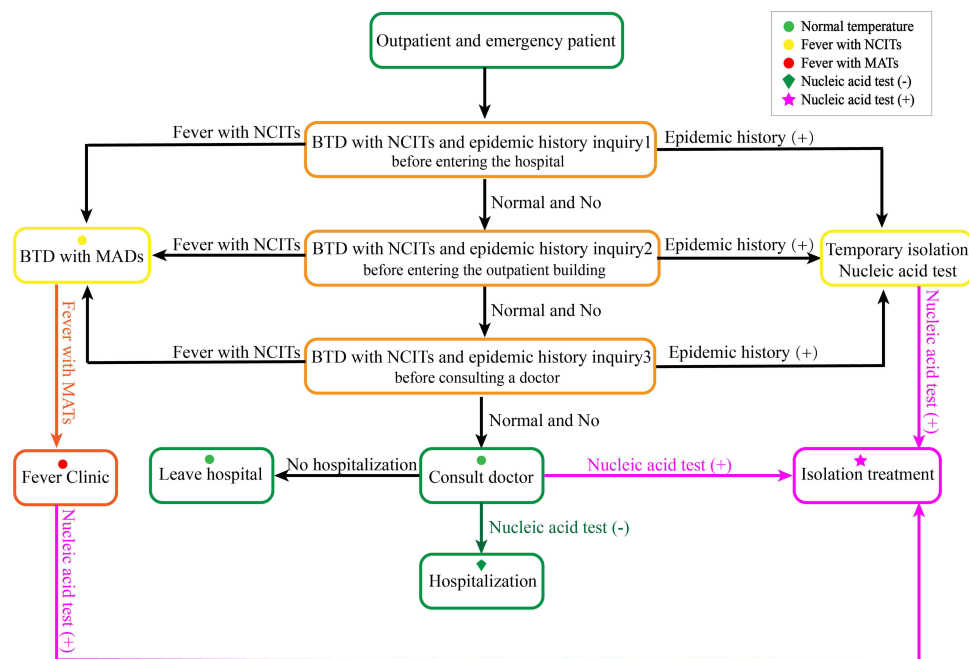 Outpatient and emergency patient
Normal temperature
Fever with NCITs
Fever with MATs
Nucleic acid test (-)
Nucleic acid test (+)
Fever with NCITs
BTD with NCITs and epidemic history inquiry1
before entering the hospital
Epidemic history (+)
Normal and No
BTD with MADs
Fever with NCITs
BTD with NCITs and epidemic history inquiry2
before entering the outpatient building
Epidemic history (+)
Temporary isolation
Nucleic acid test
Normal and No
Fever with MATs
Fever with NCITs
BTD with NCITs and epidemic history inquiry3
before consulting a doctor
Epidemic history (+)
Nucleic acid test (+)
Normal and No
Fever Clinic
Leave hospital
No hospitalization
Consult doctor
Nucleic acid test (+)
Isolation treatment
Nucleic acid test (+)
Nucleic acid test (-)
Hospitalization